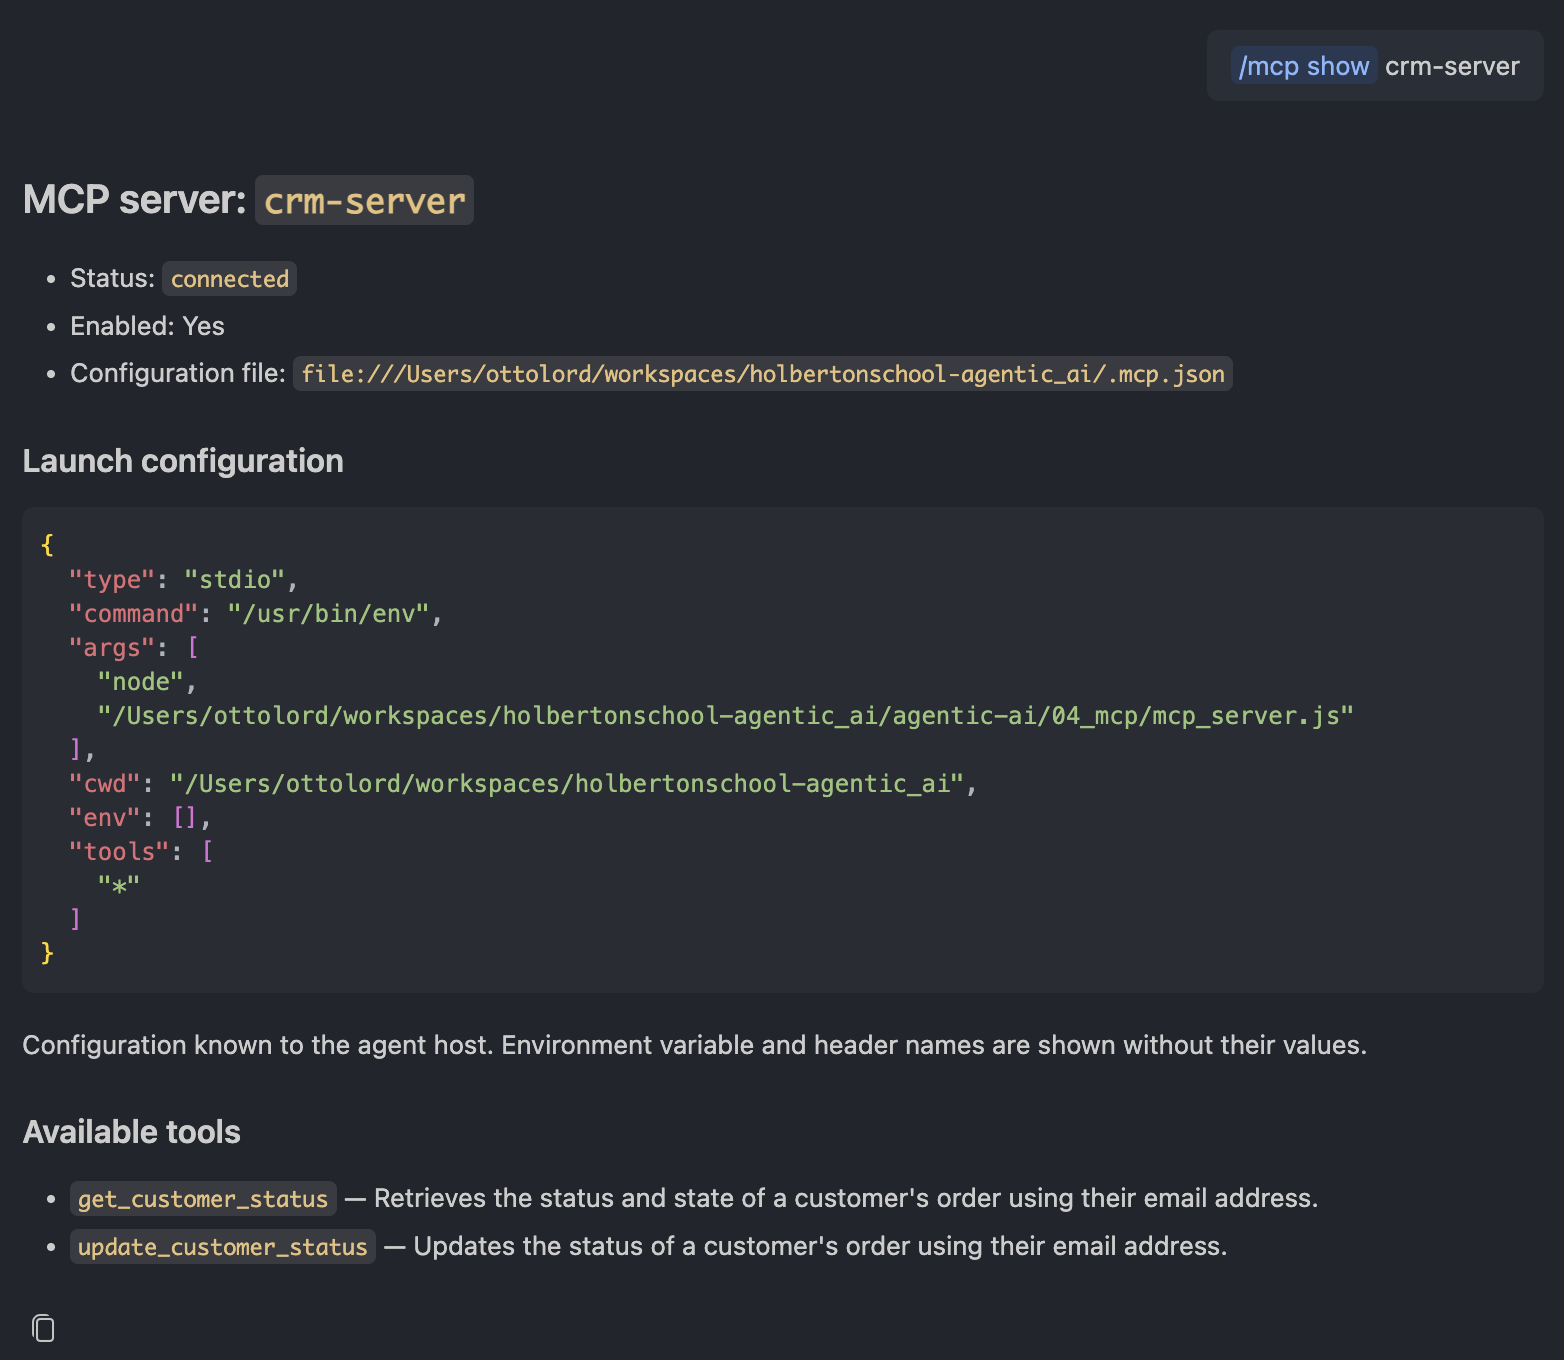 /mcp show crm-server
MCP server: crm-server
• Status: connected
• Enabled: Yes
• Configuration file: file:///Users/ottolord/workspaces/holbertonschool-agentic_ai/.mcp.json
Launch configuration
{
  "type": "stdio",
  "command": "/usr/bin/env",
  "args": [
    "node",
    "/Users/ottolord/workspaces/holbertonschool-agentic_ai/agentic-ai/04_mcp/mcp_server.js"
  ],
  "cwd": "/Users/ottolord/workspaces/holbertonschool-agentic_ai",
  "env": [],
  "tools": [
    "*"
  ]
}
Configuration known to the agent host. Environment variable and header names are shown without their values.
Available tools
• get_customer_status — Retrieves the status and state of a customer's order using their email address.
• update_customer_status — Updates the status of a customer's order using their email address.